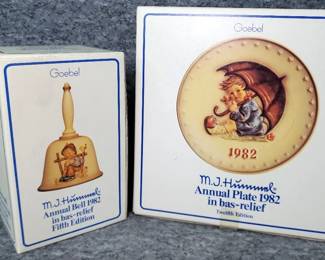 Goebel
M.J. Hummel
Annual Bell 1982
in bas-relief
Fifth Edition
Goebel
1982
M.J. Hummel
Annual Plate 1982
in bas-relief
Twelfth Edition